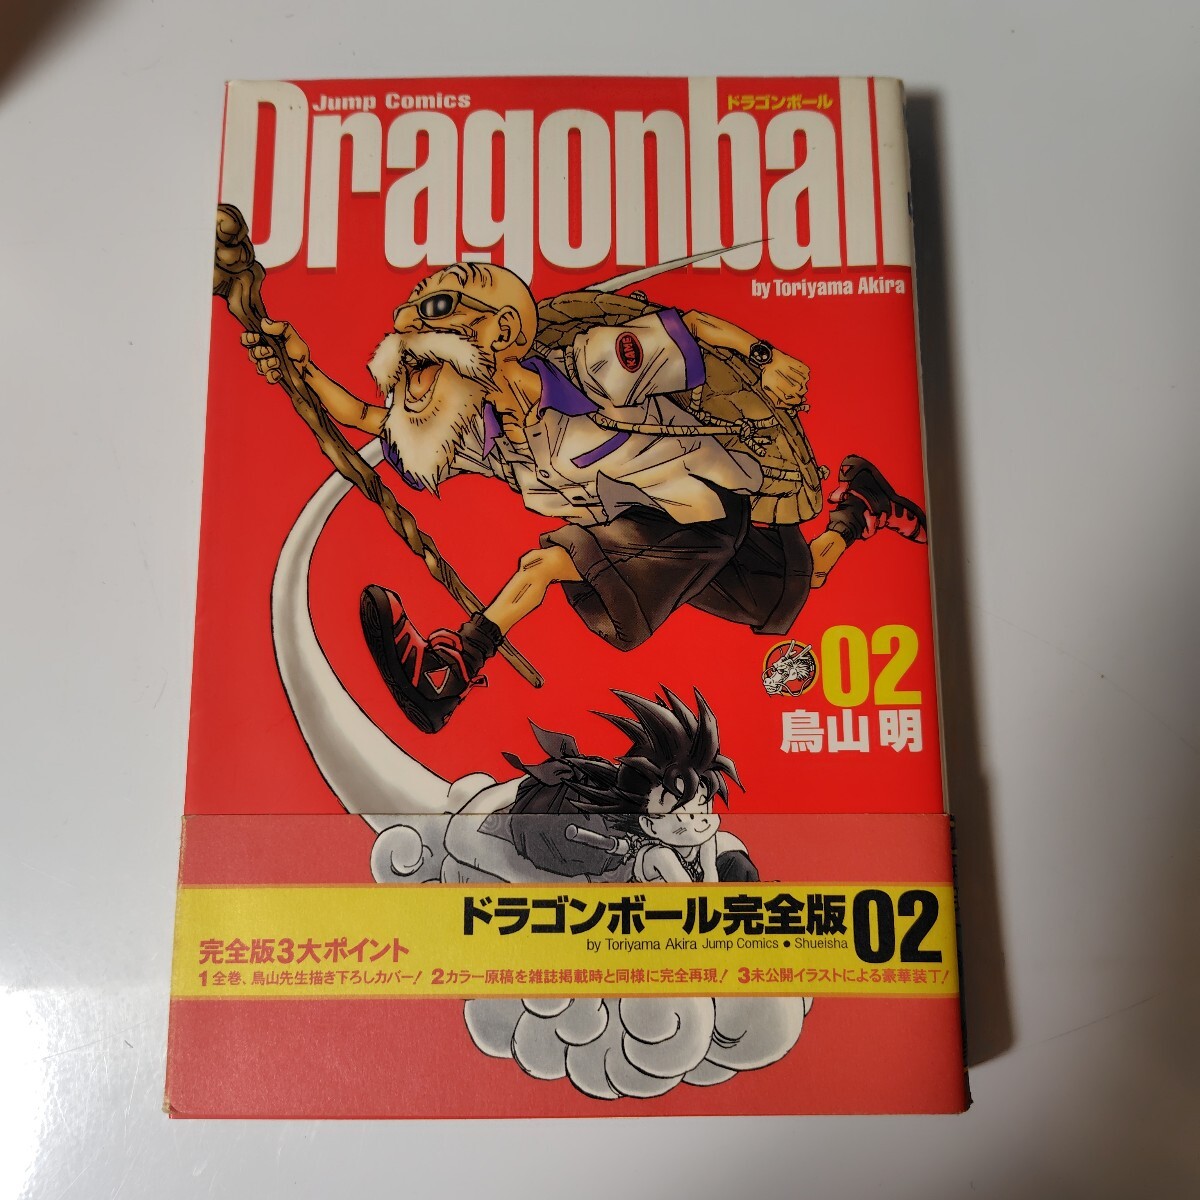 Jump Comics
ドラゴンボール
Dragonball
by Toriyama Akira
02
鳥山 明
ドラゴンボール完全版 02
by Toriyama Akira Jump Comics ● Shueisha
完全版3大ポイント
1全巻、鳥山先生描き下ろしカバー! 2カラー原稿を雑誌掲載時と同様に完全再現! 3未公開イラストによる豪華装丁!